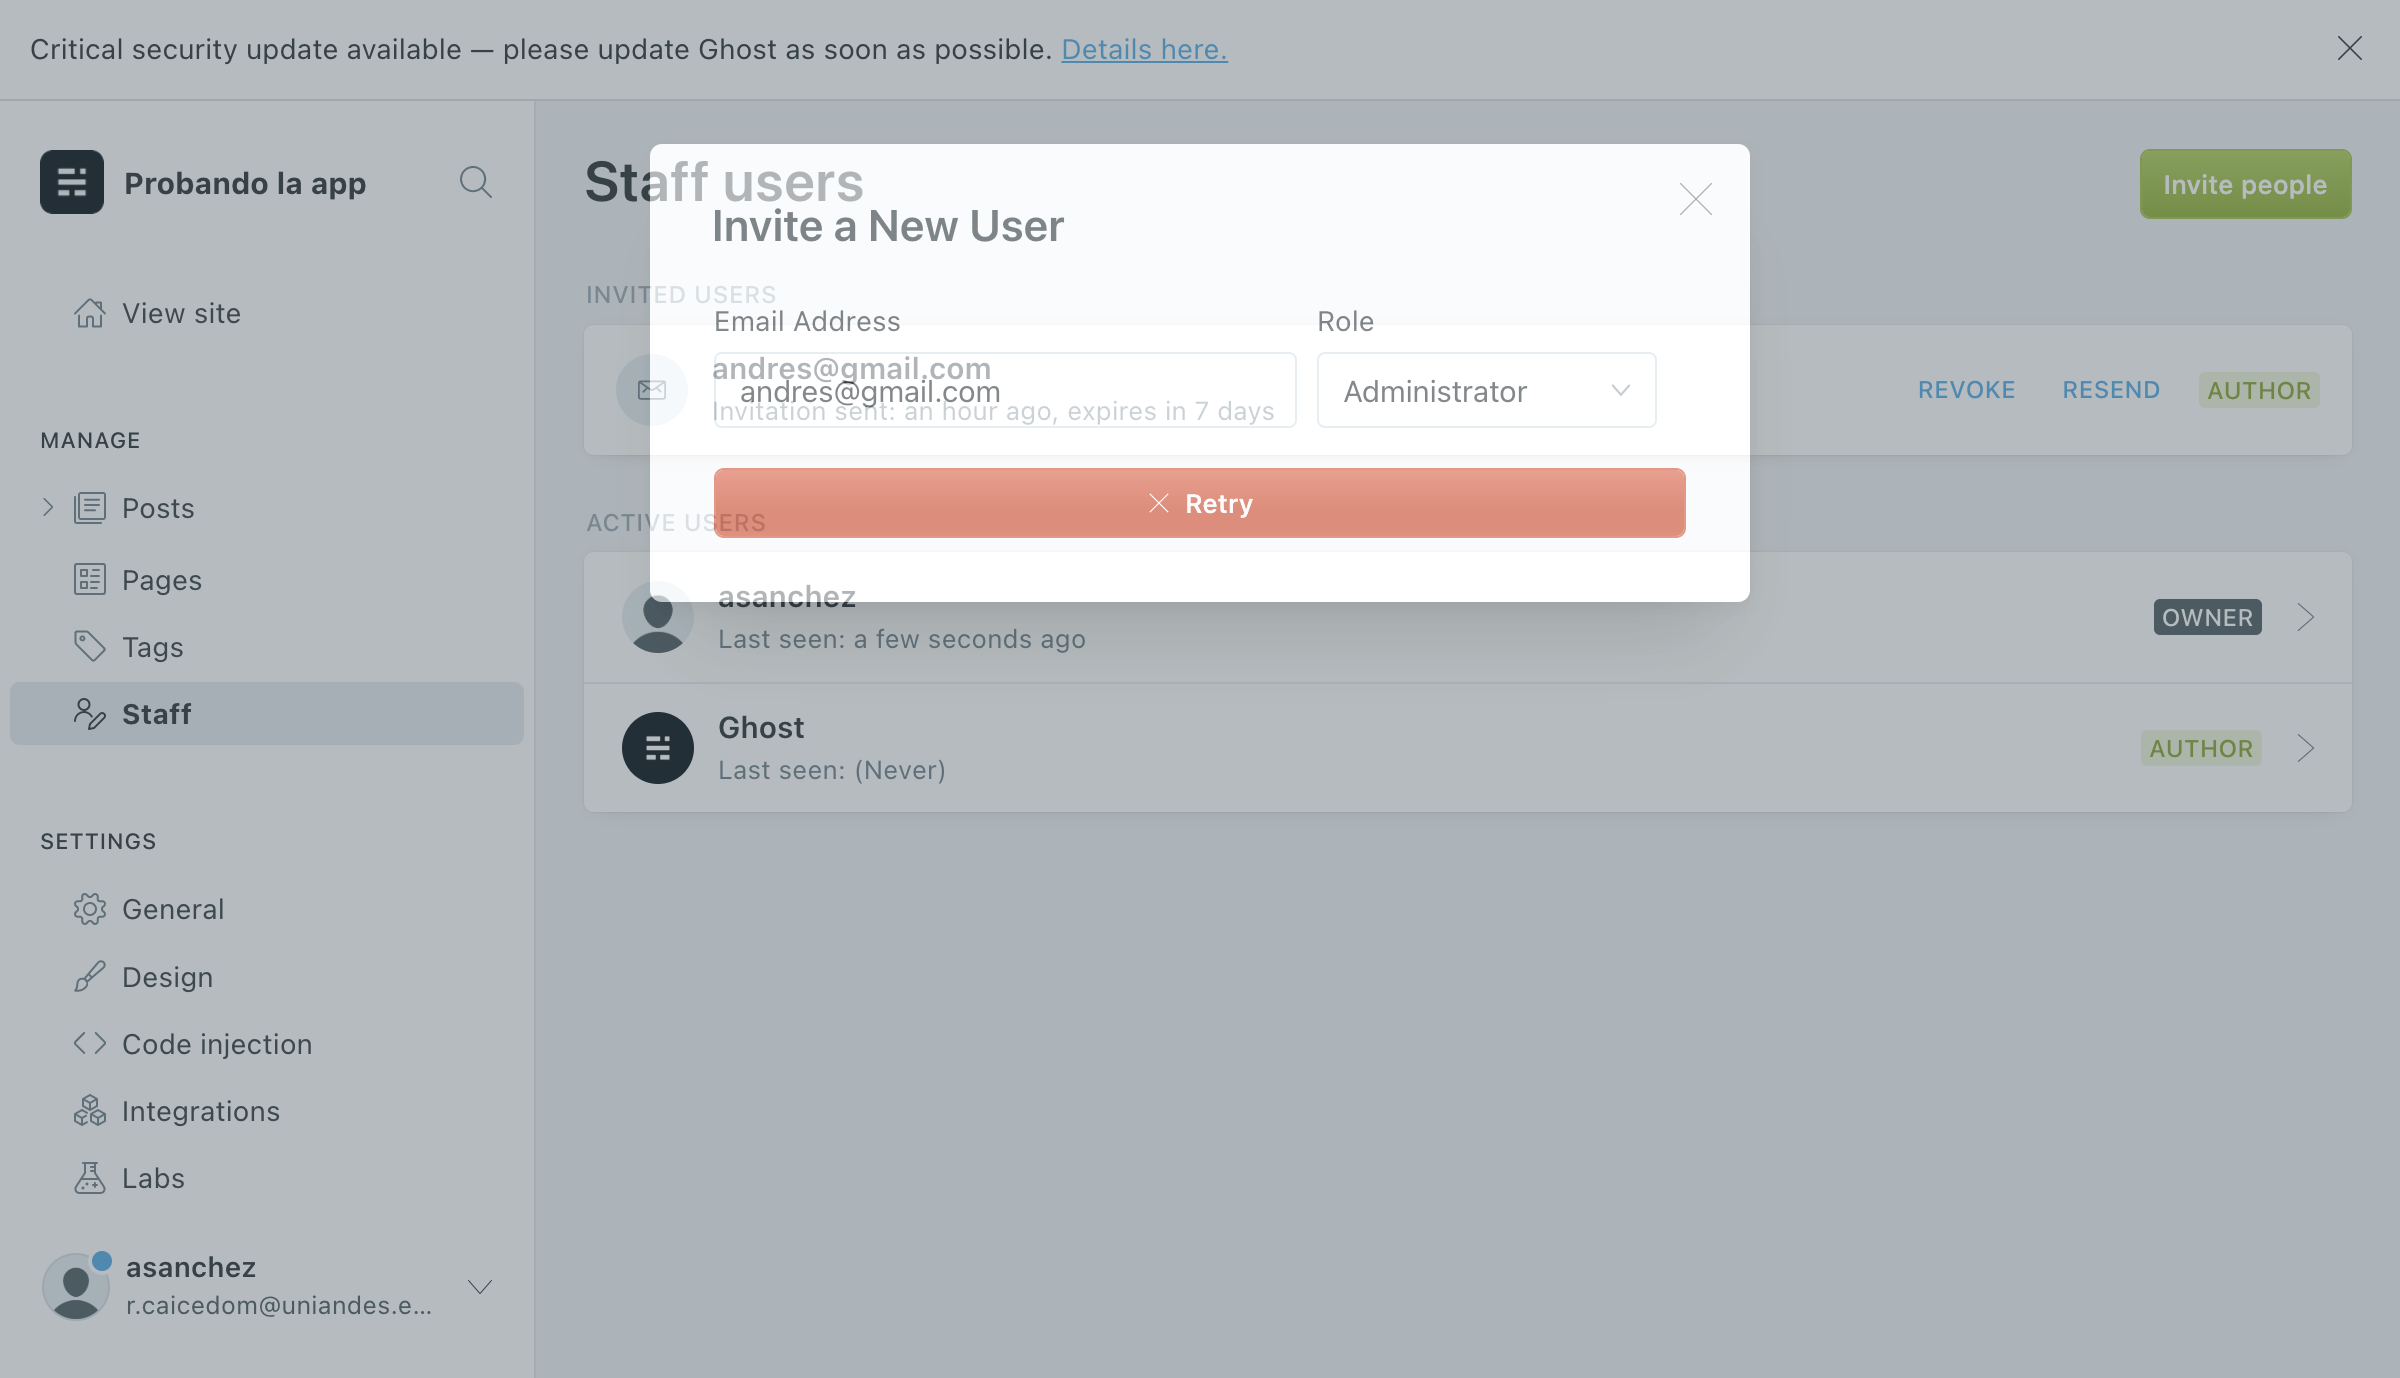 Critical security update available — please update Ghost as soon as possible. Details here.
Probando la app
View site
MANAGE
Posts
Pages
Tags
Staff
SETTINGS
General
Design
Code injection
Integrations
Labs
asanchez
r.caicedom@uniandes.e...
Staff users
Invite people
INVITED USERS
andres@gmail.com
Invitation sent: an hour ago, expires in 7 days
REVOKE RESEND AUTHOR
ACTIVE USERS
asanchez
Last seen: a few seconds ago
OWNER
Ghost
Last seen: (Never)
AUTHOR
Invite a New User
Email Address Role
andres@gmail.com Administrator
Retry